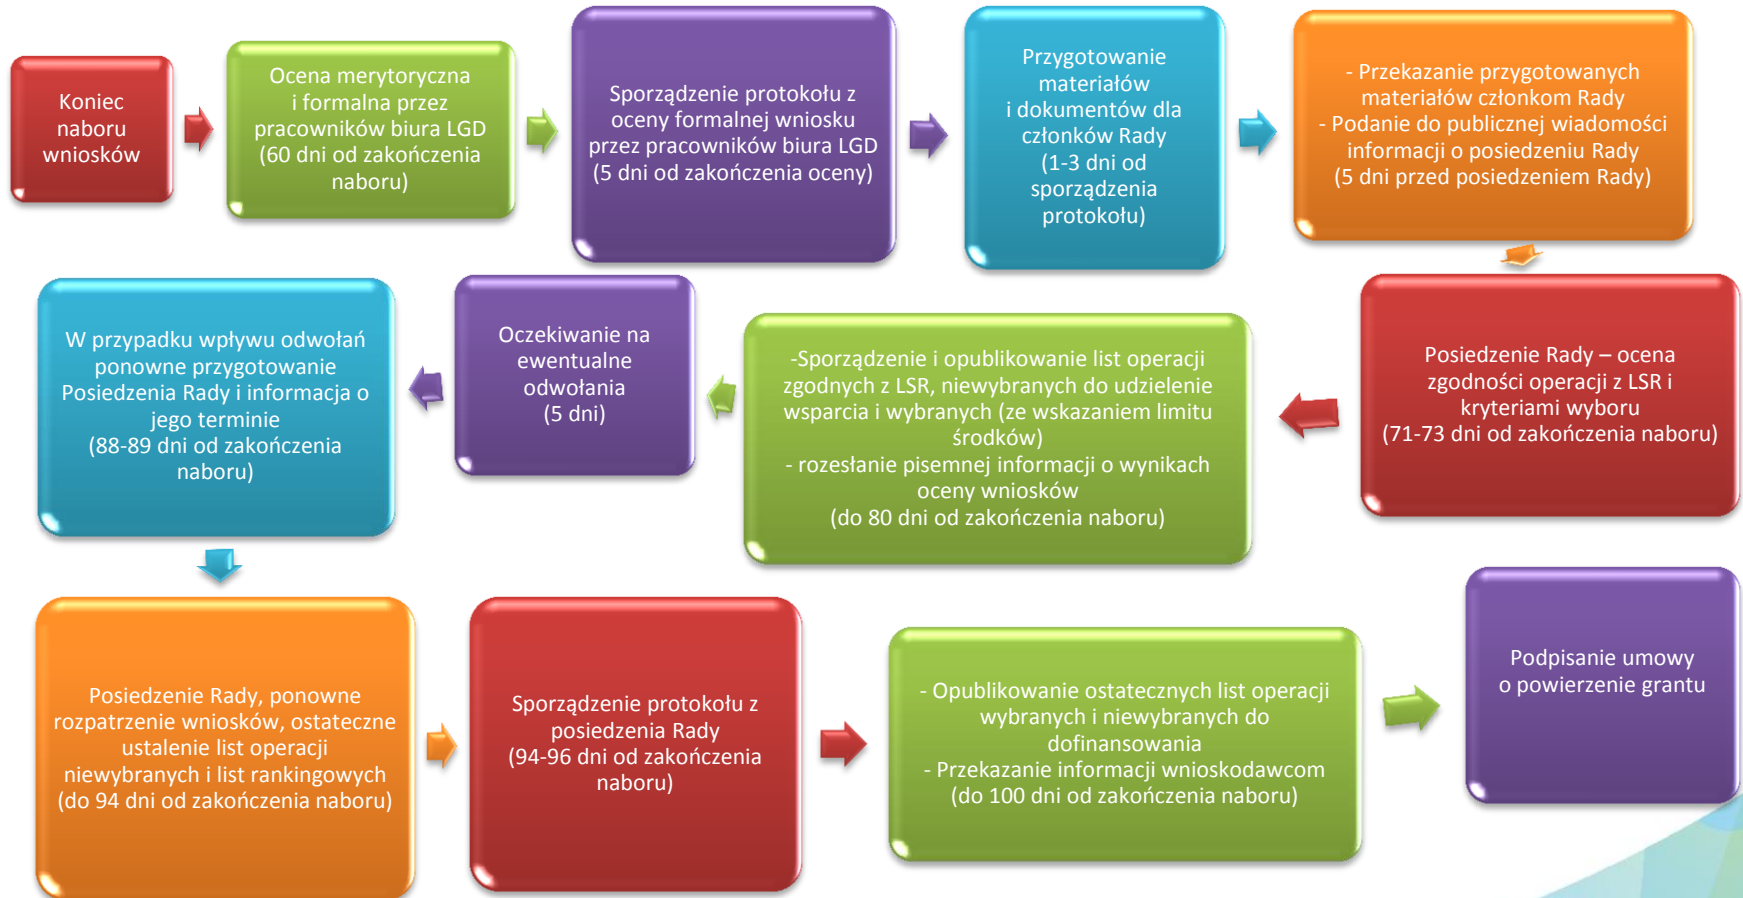 Koniec
naboru
wniosków
Ocena merytoryczna
i formalna przez
pracowników biura LGD
(60 dni od zakończenia
naboru)
Sporządzenie protokołu z
oceny formalnej wniosku
przez pracowników biura LGD
(5 dni od zakończenia oceny)
Przygotowanie
materiałów
i dokumentów dla
członków Rady
(1-3 dni od
sporządzenia
protokołu)
- Przekazanie przygotowanych
materiałów członkom Rady
- Podanie do publicznej wiadomości
informacji o posiedzeniu Rady
(5 dni przed posiedzeniem Rady)
Posiedzenie Rady – ocena
zgodności operacji z LSR i
kryteriami wyboru
(71-73 dni od zakończenia naboru)
-Sporządzenie i opublikowanie list operacji
zgodnych z LSR, niewybranych do udzielenie
wsparcia i wybranych (ze wskazaniem limitu
środków)
- rozesłanie pisemnej informacji o wynikach
oceny wniosków
(do 80 dni od zakończenia naboru)
Oczekiwanie na
ewentualne
odwołania
(5 dni)
W przypadku wpływu odwołań
ponowne przygotowanie
Posiedzenia Rady i informacja o
jego terminie
(88-89 dni od zakończenia
naboru)
Posiedzenie Rady, ponowne
rozpatrzenie wniosków, ostateczne
ustalenie list operacji
niewybranych i list rankingowych
(do 94 dni od zakończenia naboru)
Sporządzenie protokołu z
posiedzenia Rady
(94-96 dni od zakończenia
naboru)
- Opublikowanie ostatecznych list operacji
wybranych i niewybranych do
dofinansowania
- Przekazanie informacji wnioskodawcom
(do 100 dni od zakończenia naboru)
Podpisanie umowy
o powierzenie grantu